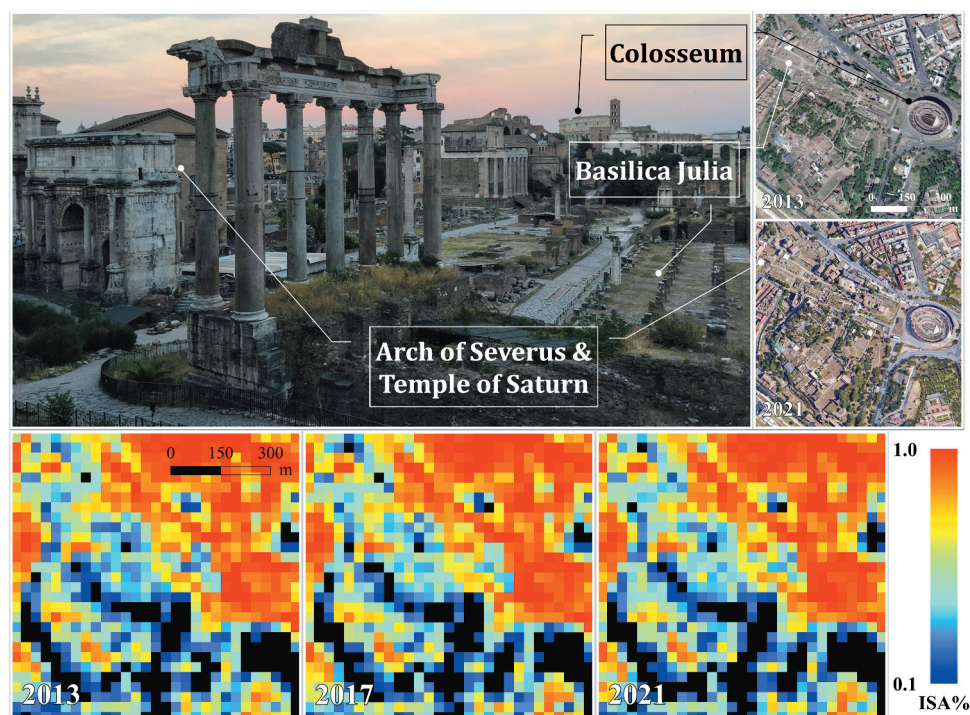 Colosseum
Basilica Julia
Arch of Severus &
Temple of Saturn
2013
0 150 300
m
2021
0 150 300
m
2013
2017
2021
1.0
0.1
ISA%